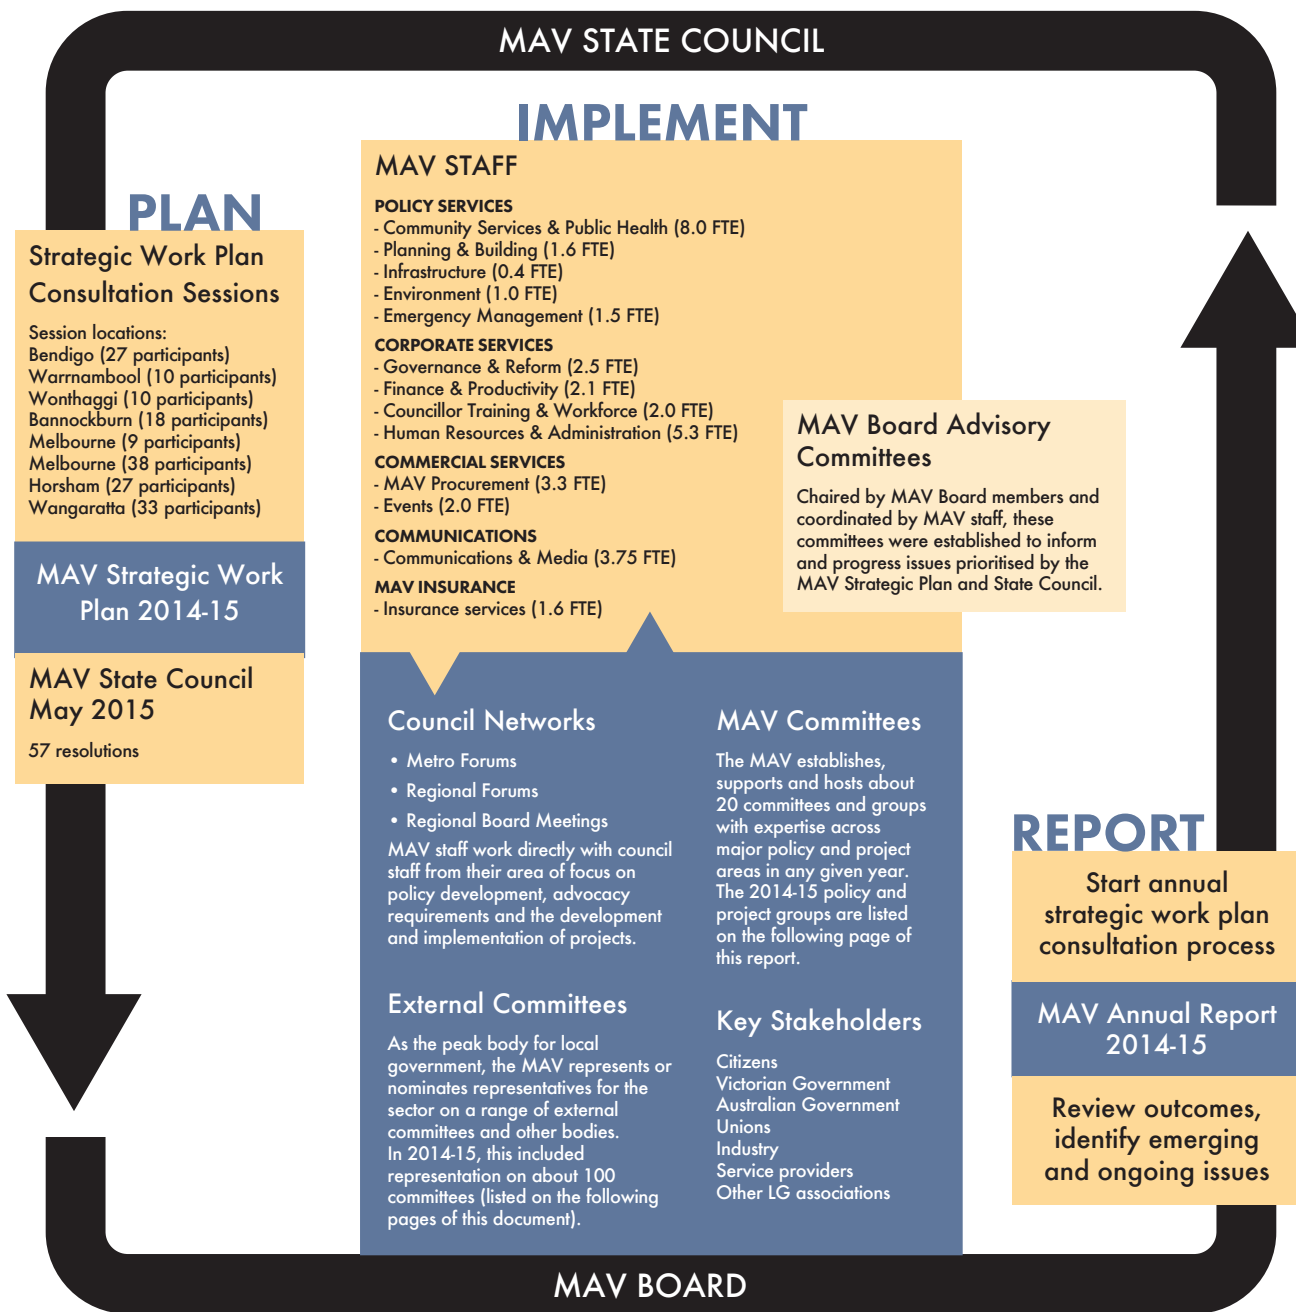 MAV STATE COUNCIL
PLAN
Strategic Work Plan
Consultation Sessions
Session locations:
Bendigo (27 participants)
Warrnambool (10 participants)
Wonthaggi (10 participants)
Bannockburn (18 participants)
Melbourne (9 participants)
Melbourne (38 participants)
Horsham (27 participants)
Wangaratta (33 participants)
MAV Strategic Work
Plan 2014-15
MAV State Council
May 2015
57 resolutions
IMPLEMENT
MAV STAFF
POLICY SERVICES
- Community Services & Public Health (8.0 FTE)
- Planning & Building (1.6 FTE)
- Infrastructure (0.4 FTE)
- Environment (1.0 FTE)
- Emergency Management (1.5 FTE)
CORPORATE SERVICES
- Governance & Reform (2.5 FTE)
- Finance & Productivity (2.1 FTE)
- Councillor Training & Workforce (2.0 FTE)
- Human Resources & Administration (5.3 FTE)
COMMERCIAL SERVICES
- MAV Procurement (3.3 FTE)
- Events (2.0 FTE)
COMMUNICATIONS
- Communications & Media (3.75 FTE)
MAV INSURANCE
- Insurance services (1.6 FTE)
MAV Board Advisory
Committees
Chaired by MAV Board members and
coordinated by MAV staff, these
committees were established to inform
and progress issues prioritised by the
MAV Strategic Plan and State Council.
Council Networks
• Metro Forums
• Regional Forums
• Regional Board Meetings
MAV staff work directly with council
staff from their area of focus on
policy development, advocacy
requirements and the development
and implementation of projects.
External Committees
As the peak body for local
government, the MAV represents or
nominates representatives for the
sector on a range of external
committees and other bodies.
In 2014-15, this included
representation on about 100
committees (listed on the following
pages of this document).
MAV Committees
The MAV establishes,
supports and hosts about
20 committees and groups
with expertise across
major policy and project
areas in any given year.
The 2014-15 policy and
project groups are listed
on the following page of
this report.
Key Stakeholders
Citizens
Victorian Government
Australian Government
Unions
Industry
Service providers
Other LG associations
REPORT
Start annual
strategic work plan
consultation process
MAV Annual Report
2014-15
Review outcomes,
identify emerging
and ongoing issues
MAV BOARD